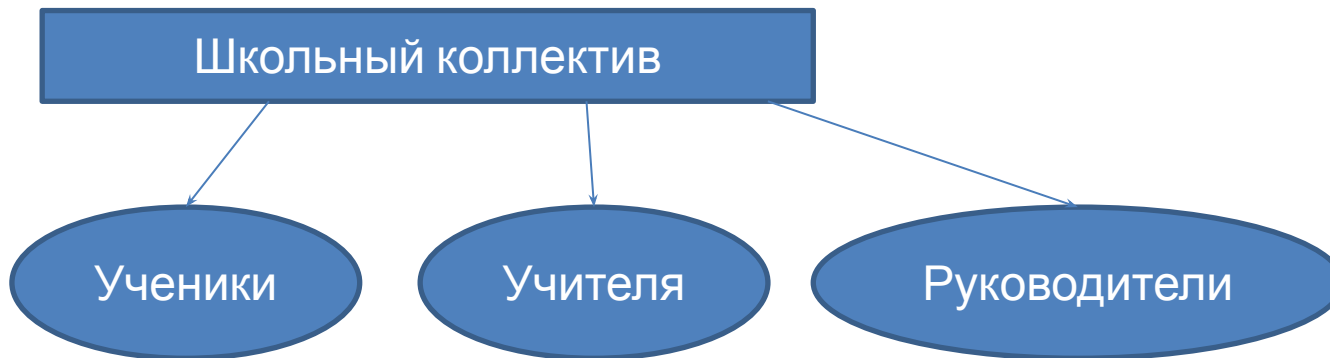 Школьный коллектив
Ученики
Учителя
Руководители